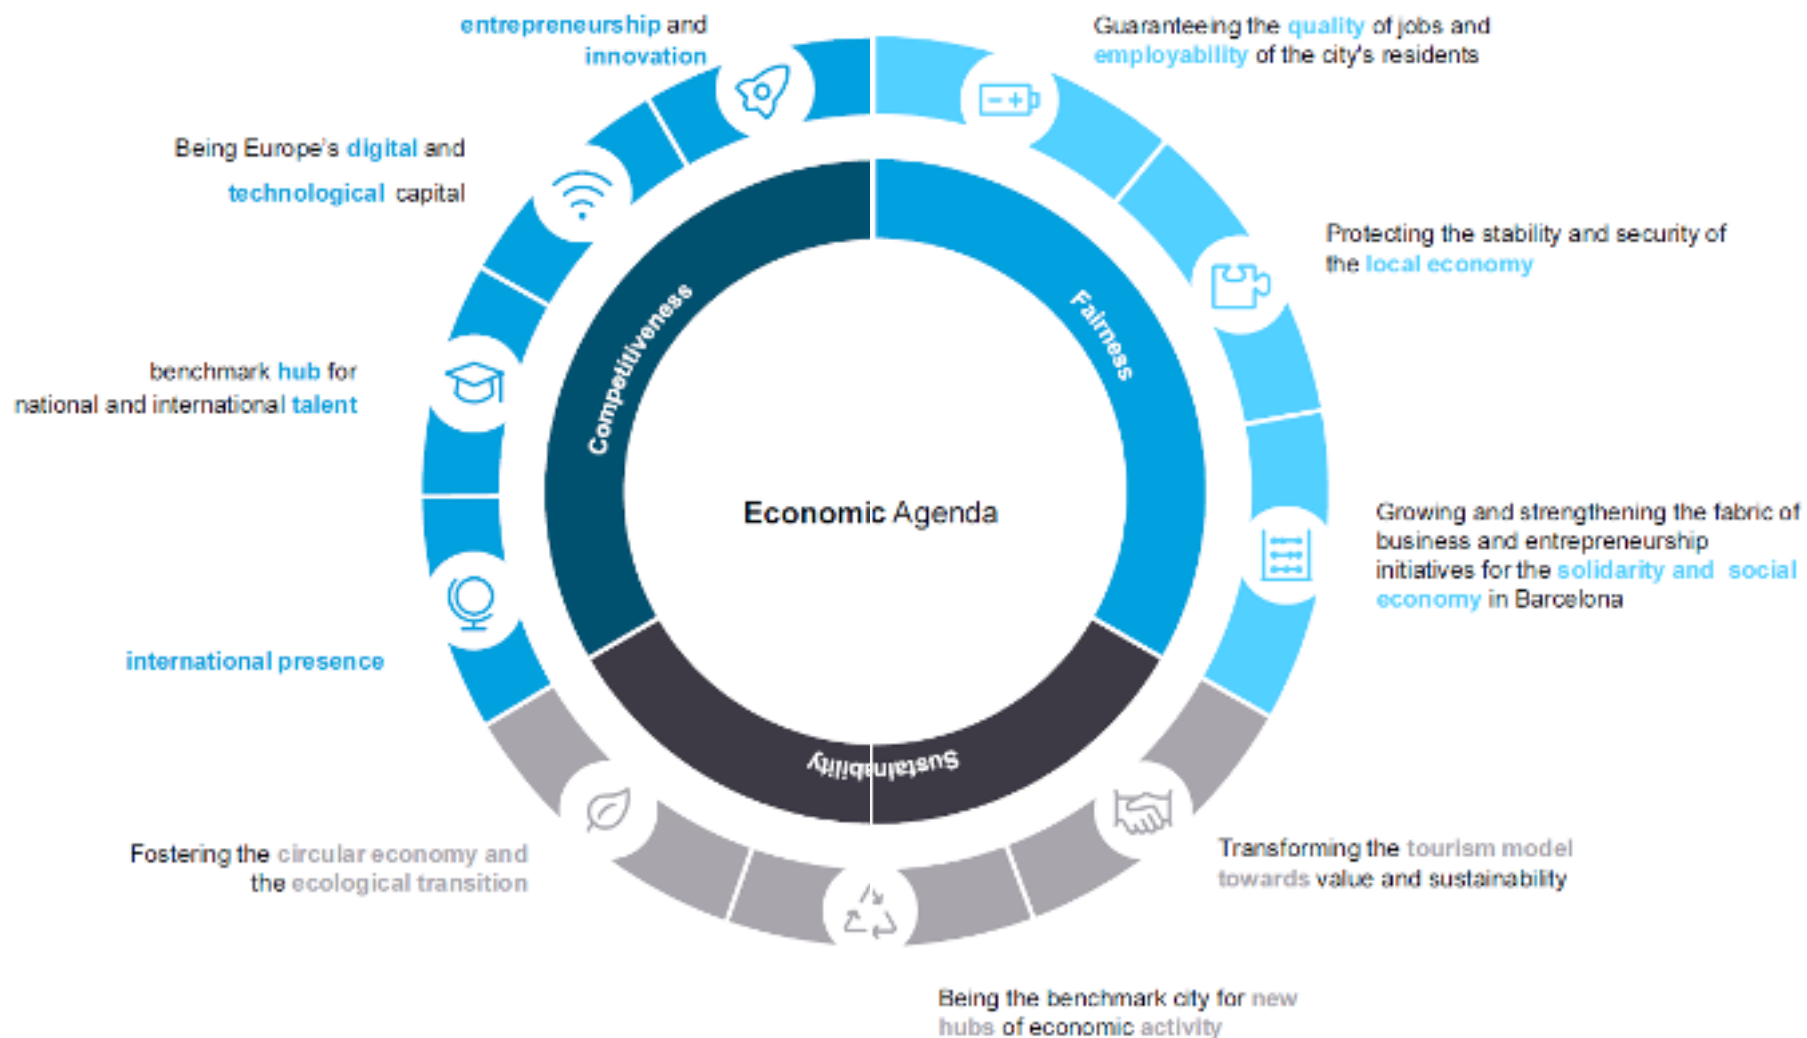 entrepreneurship and
innovation
Guaranteeing the quality of jobs and
employability of the city's residents
Being Europe's digital and
technological capital
Protecting the stability and security of
the local economy
benchmark hub for
national and international talent
Competitiveness
Fairness
Economic Agenda
Growing and strengthening the fabric of
business and entrepreneurship
initiatives for the solidarity and social
economy in Barcelona
international presence
Sustainability
Fostering the circular economy and
the ecological transition
Transforming the tourism model
towards value and sustainability
Being the benchmark city for new
hubs of economic activity